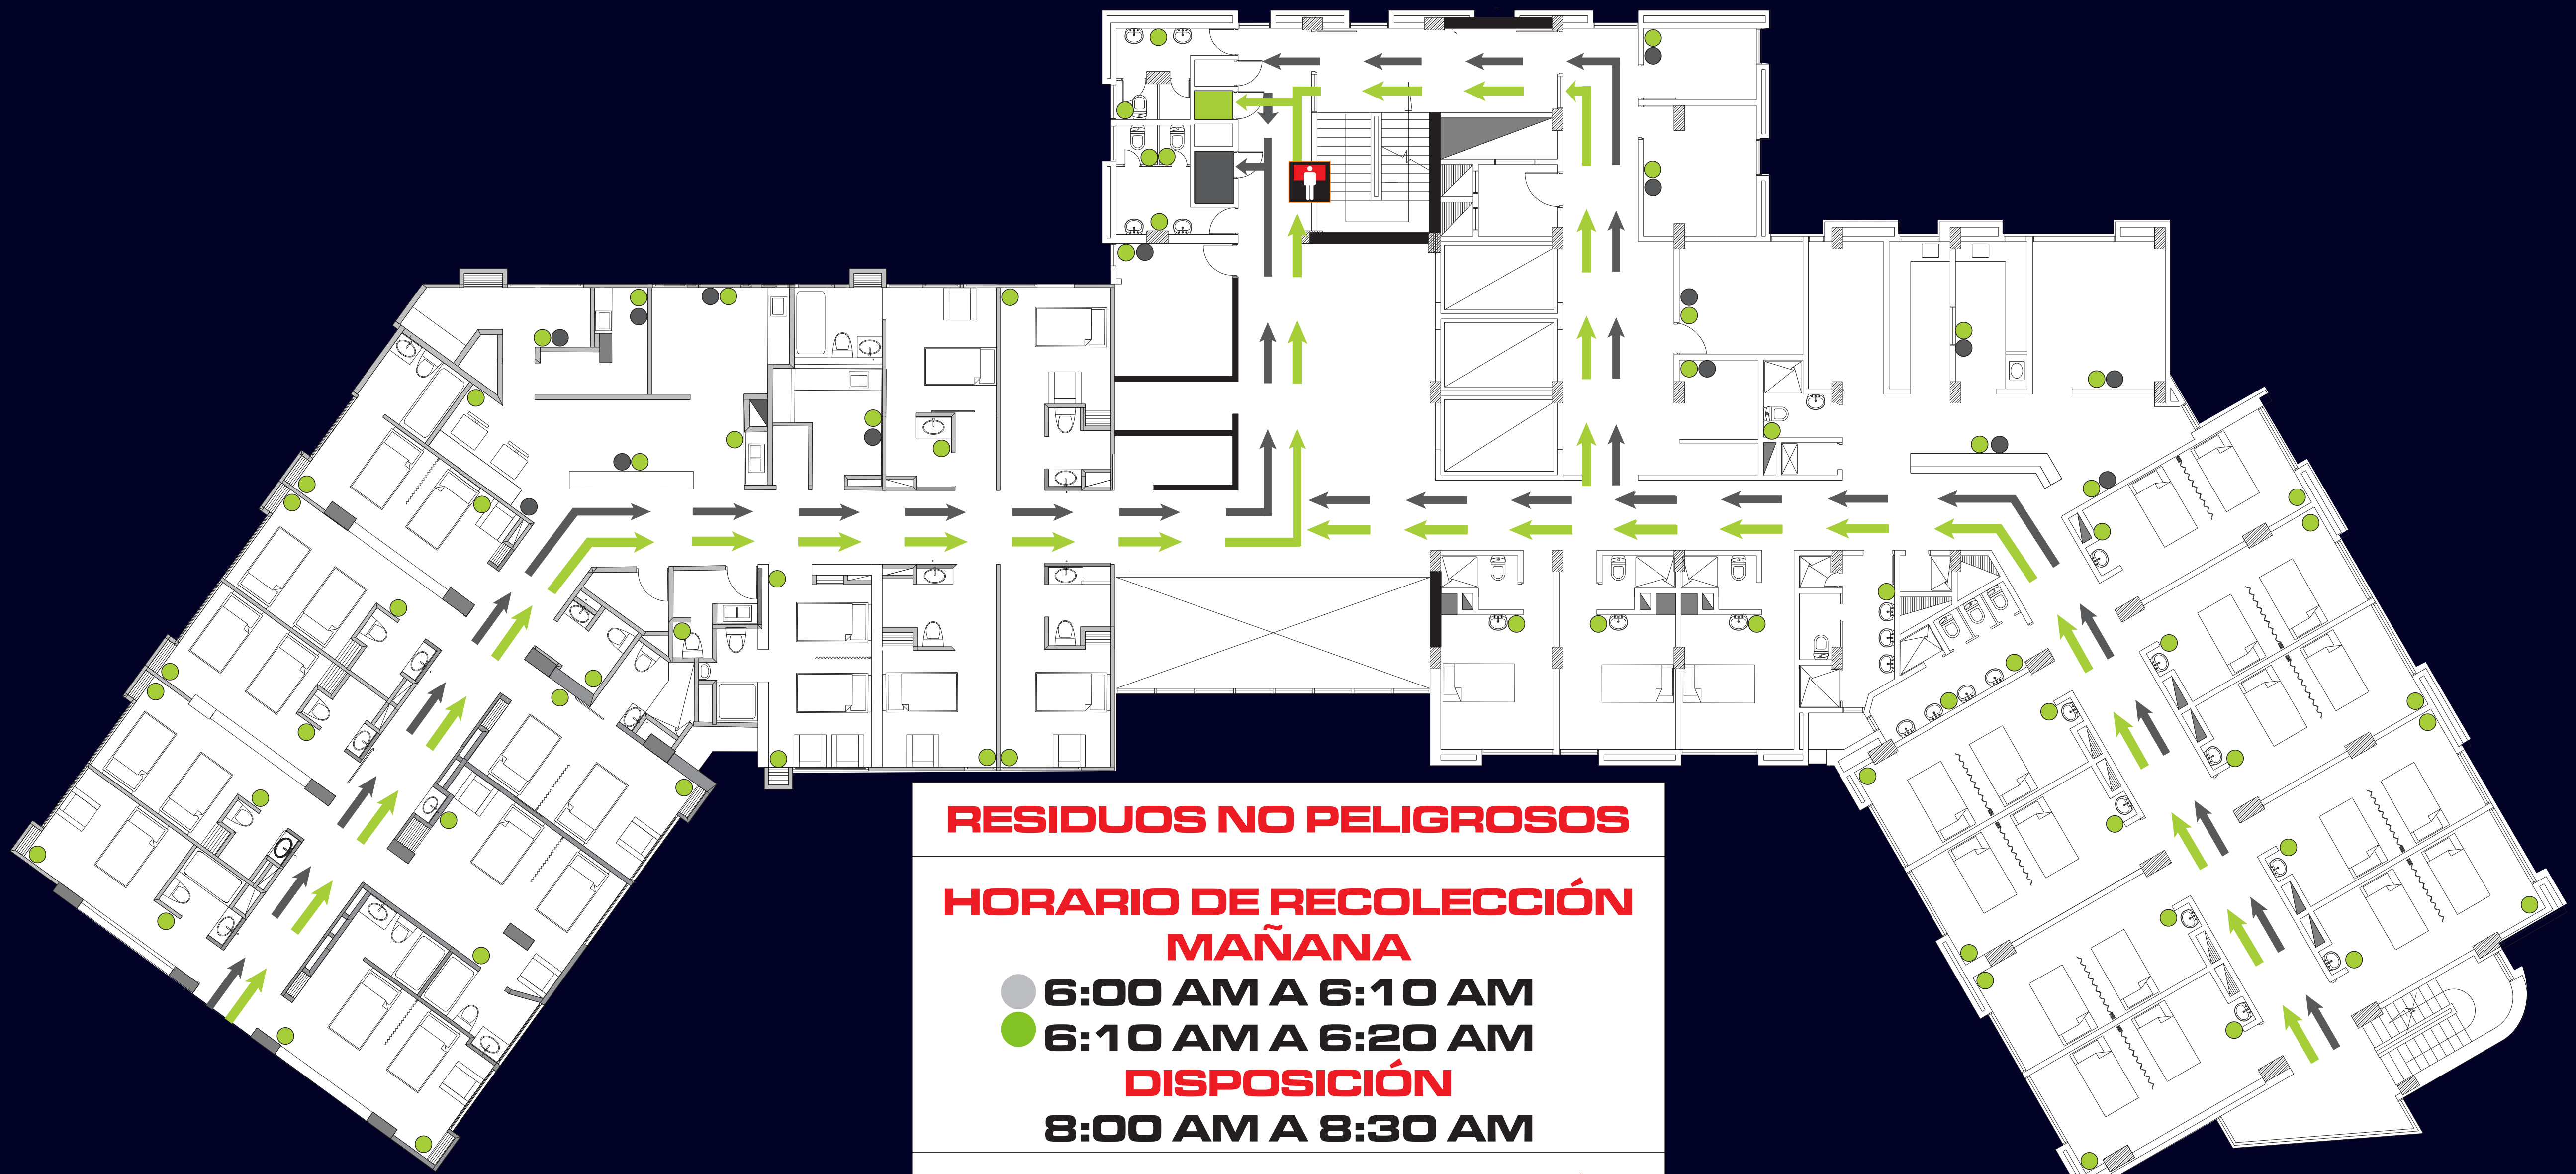 RESIDUOS NO PELIGROSOS
HORARIO DE RECOLECCIÓN
MAÑANA
6:00 AM A 6:10 AM
6:10 AM A 6:20 AM
DISPOSICIÓN
8:00 AM A 8:30 AM